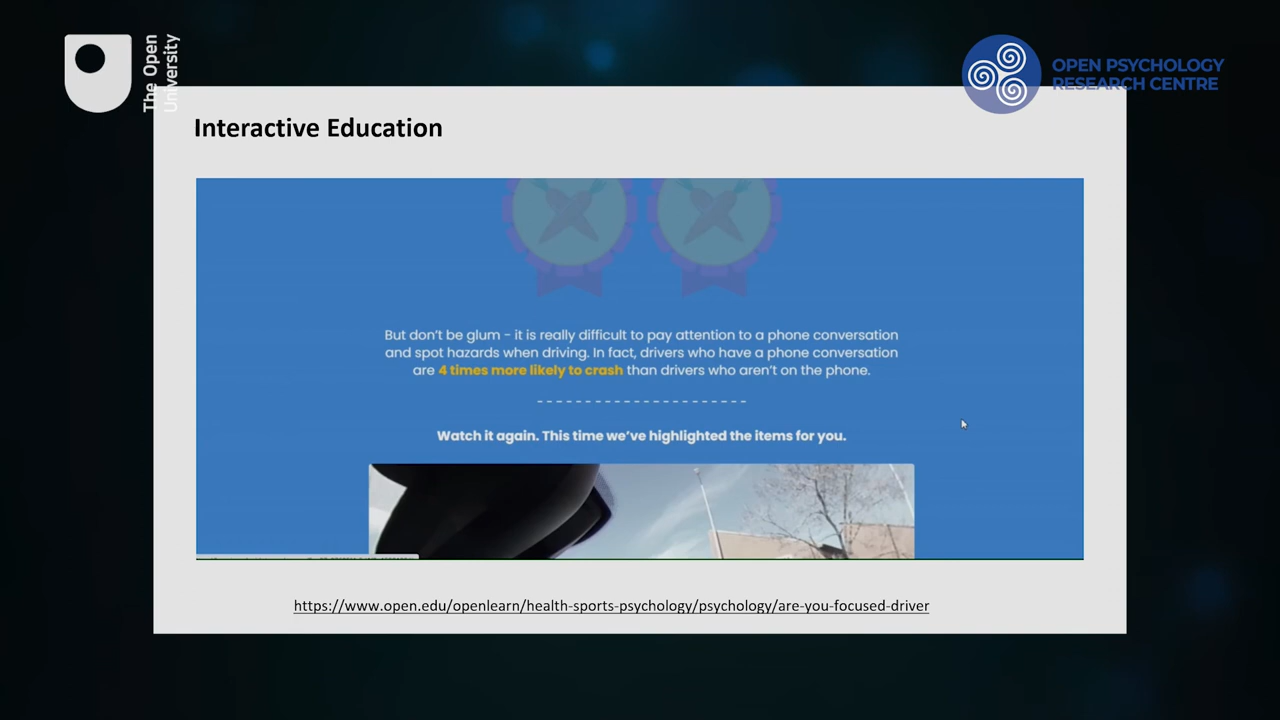 The Open
University
OPEN PSYCHOLOGY
RESEARCH CENTRE
Interactive Education
But don't be glum - it is really difficult to pay attention to a phone conversation
and spot hazards when driving. In fact, drivers who have a phone conversation
are 4 times more likely to crash than drivers who aren't on the phone.
Watch it again. This time we've highlighted the items for you.
https://www.open.edu/openlearn/health-sports-psychology/psychology/are-you-focused-driver